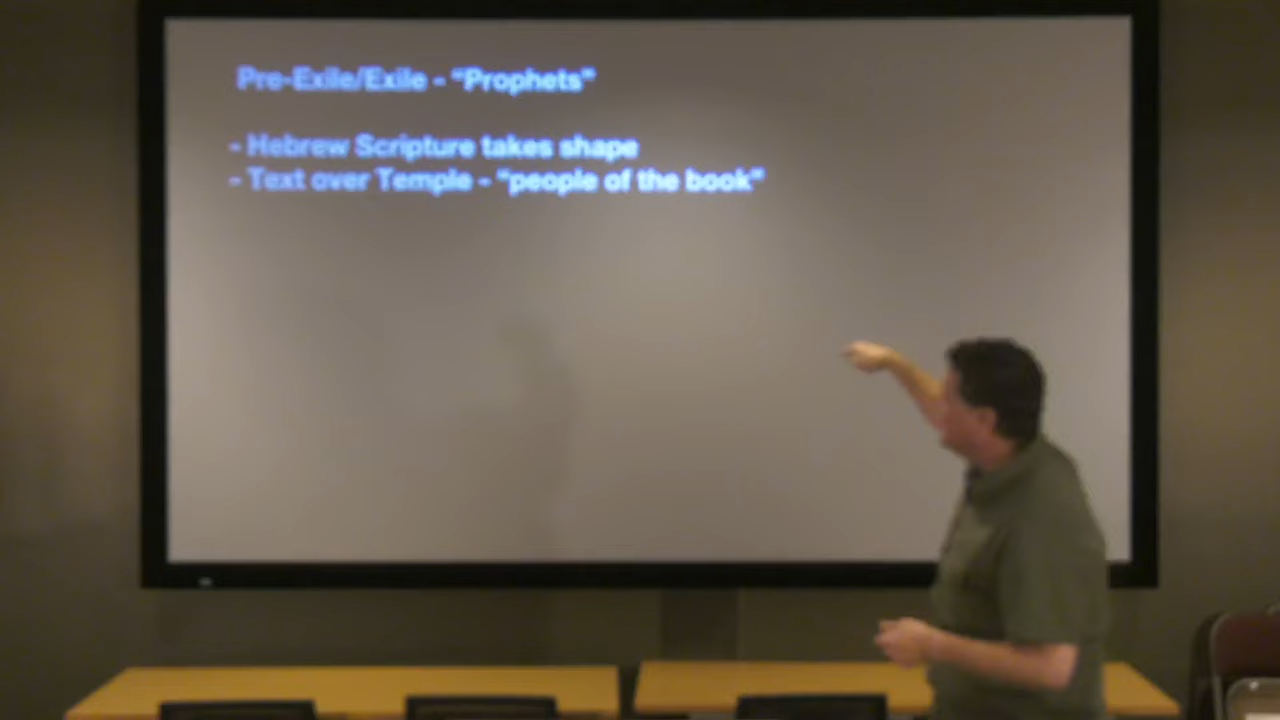 Pre-Exile/Exile - "Prophets"
- Hebrew Scripture takes shape
- Text over Temple - "people of the book"